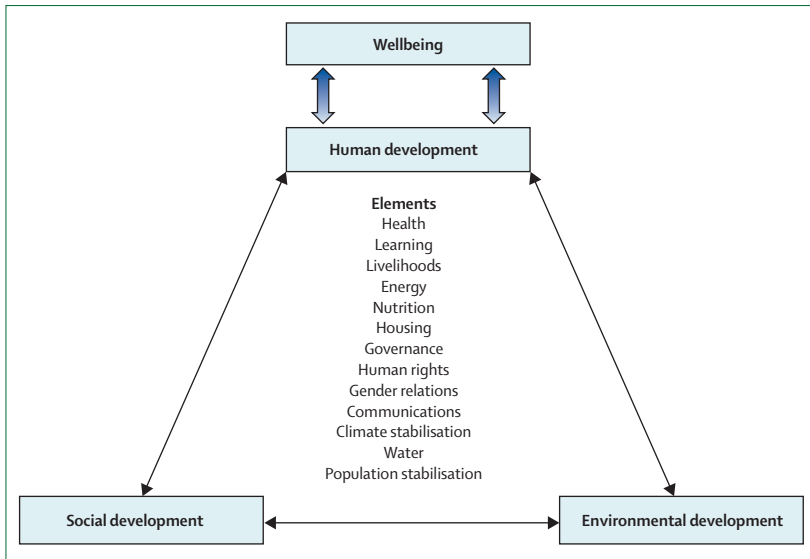 Wellbeing
Human development
Elements
Health
Learning
Livelihoods
Energy
Nutrition
Housing
Governance
Human rights
Gender relations
Communications
Climate stabilisation
Water
Population stabilisation
Social development
Environmental development